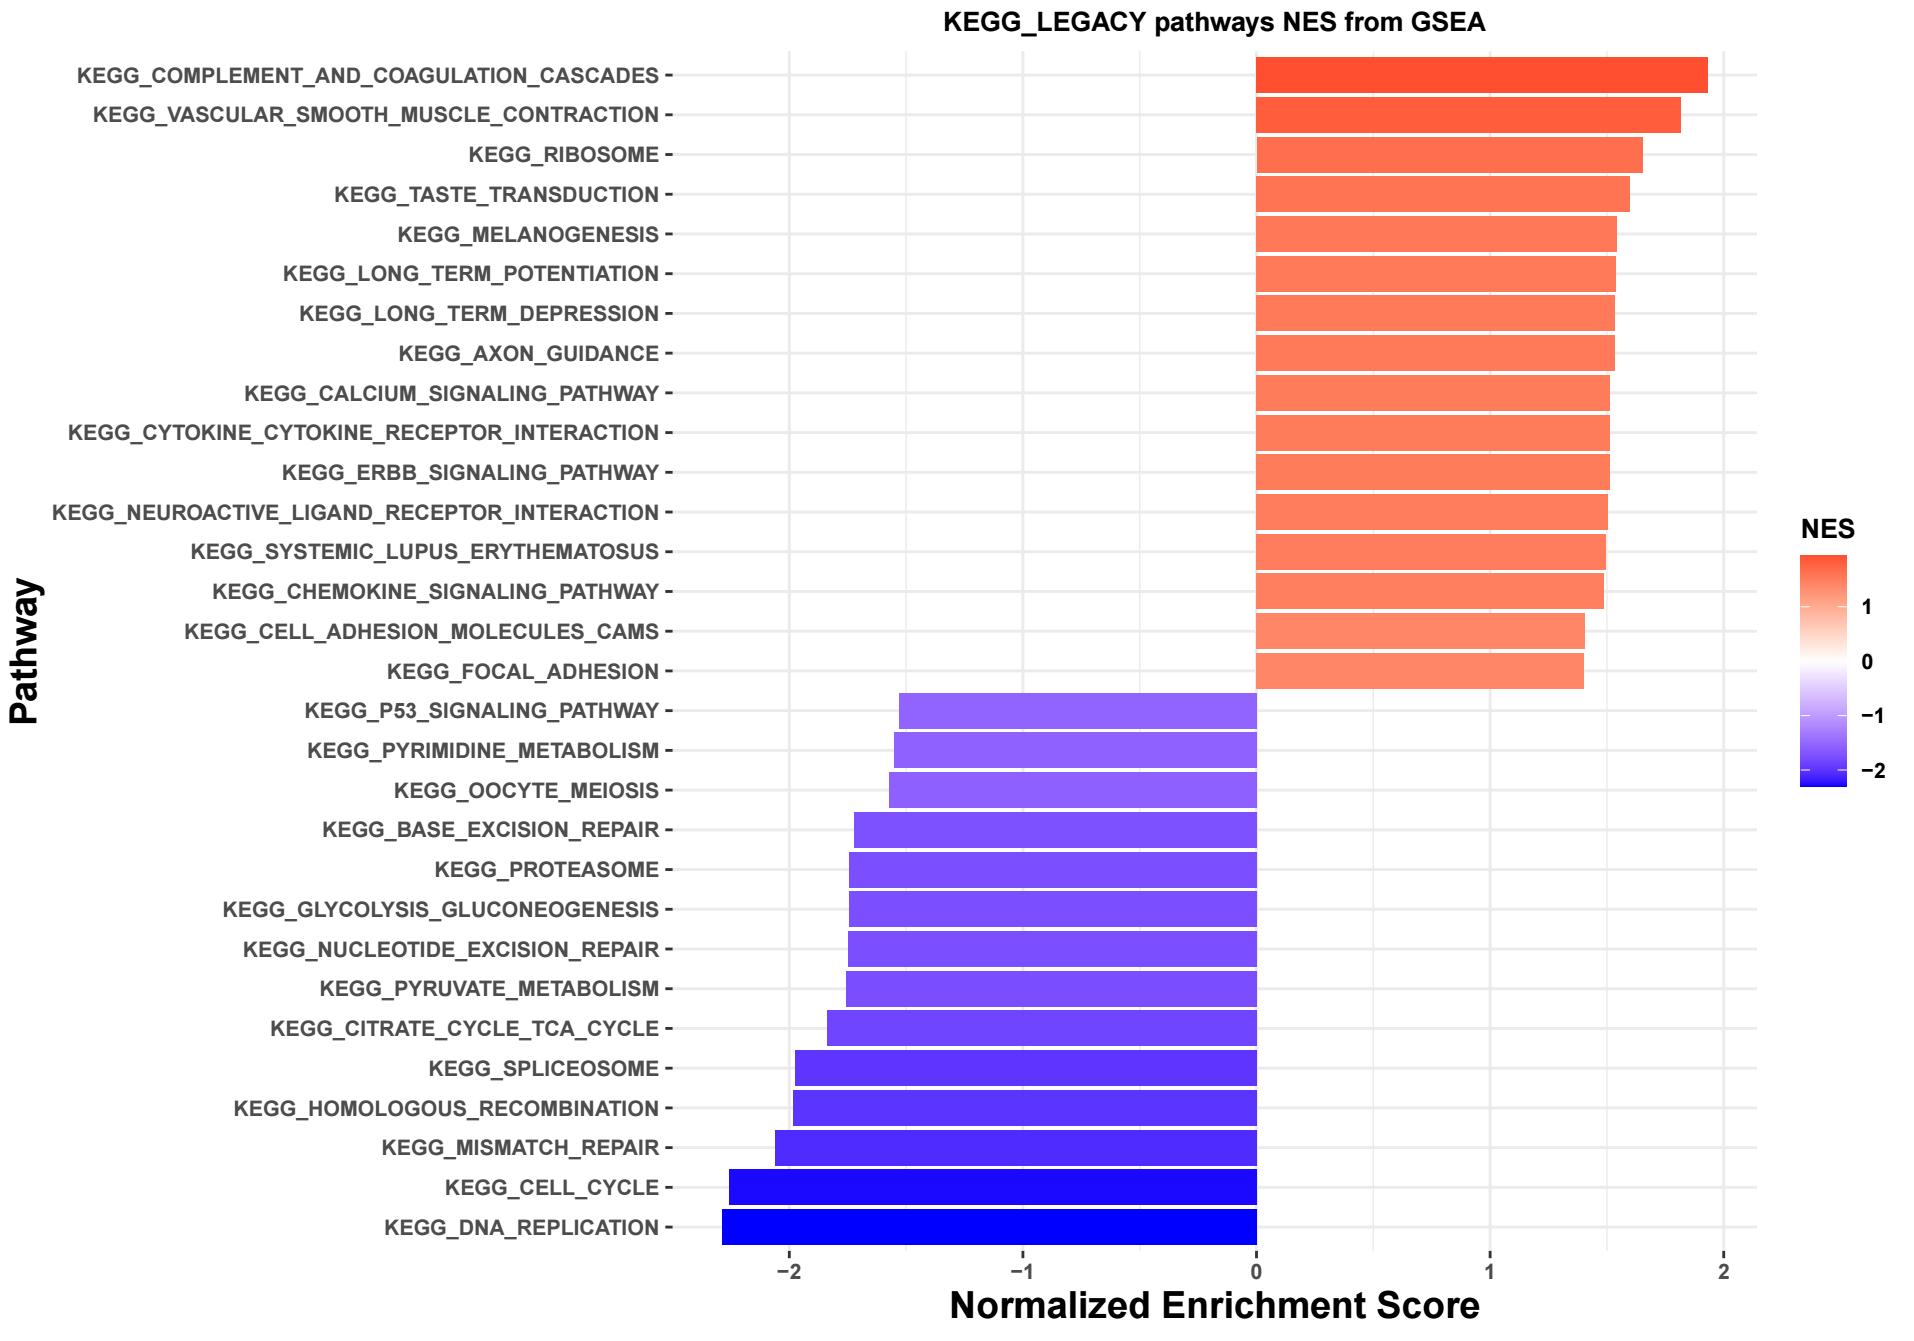 KEGG_LEGACY pathways NES from GSEA
KEGG_COMPLEMENT_AND_COAGULATION_CASCADES
KEGG_VASCULAR_SMOOTH_MUSCLE_CONTRACTION
KEGG_RIBOSOME
KEGG_TASTE_TRANSDUCTION
KEGG_MELANOGENESIS
KEGG_LONG_TERM_POTENTIATION
KEGG_LONG_TERM_DEPRESSION
KEGG_AXON_GUIDANCE
KEGG_CALCIUM_SIGNALING_PATHWAY
KEGG_CYTOKINE_CYTOKINE_RECEPTOR_INTERACTION
KEGG_ERBB_SIGNALING_PATHWAY
KEGG_NEUROACTIVE_LIGAND_RECEPTOR_INTERACTION
KEGG_SYSTEMIC_LUPUS_ERYTHEMATOSUS
KEGG_CHEMOKINE_SIGNALING_PATHWAY
KEGG_CELL_ADHESION_MOLECULES_CAMS
KEGG_FOCAL_ADHESION
KEGG_P53_SIGNALING_PATHWAY
KEGG_PYRIMIDINE_METABOLISM
KEGG_OOCYTE_MEIOSIS
KEGG_BASE_EXCISION_REPAIR
KEGG_PROTEASOME
KEGG_GLYCOLYSIS_GLUCONEOGENESIS
KEGG_NUCLEOTIDE_EXCISION_REPAIR
KEGG_PYRUVATE_METABOLISM
KEGG_CITRATE_CYCLE_TCA_CYCLE
KEGG_SPLICEOSOME
KEGG_HOMOLOGOUS_RECOMBINATION
KEGG_MISMATCH_REPAIR
KEGG_CELL_CYCLE
KEGG_DNA_REPLICATION
Pathway
−2 −1 0 1 2
Normalized Enrichment Score
NES
1
0
−1
−2